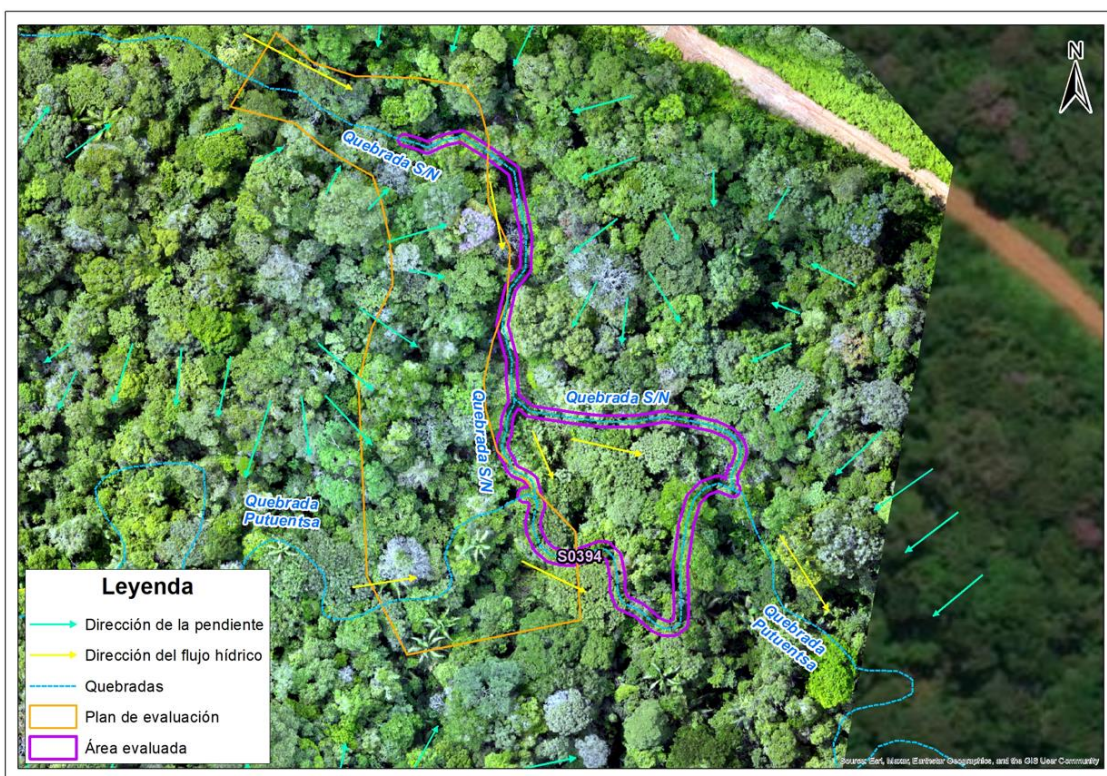 N
Quebrada S/N
Quebrada S/N
Quebrada S/N
Quebrada
Putuentsa
S0394
Quebrada
Putuentsa
Leyenda
Dirección de la pendiente
Dirección del flujo hídrico
Quebradas
Plan de evaluación
Área evaluada
Source: Esri, Maxar, Earthstar Geographics, and the GIS User Community